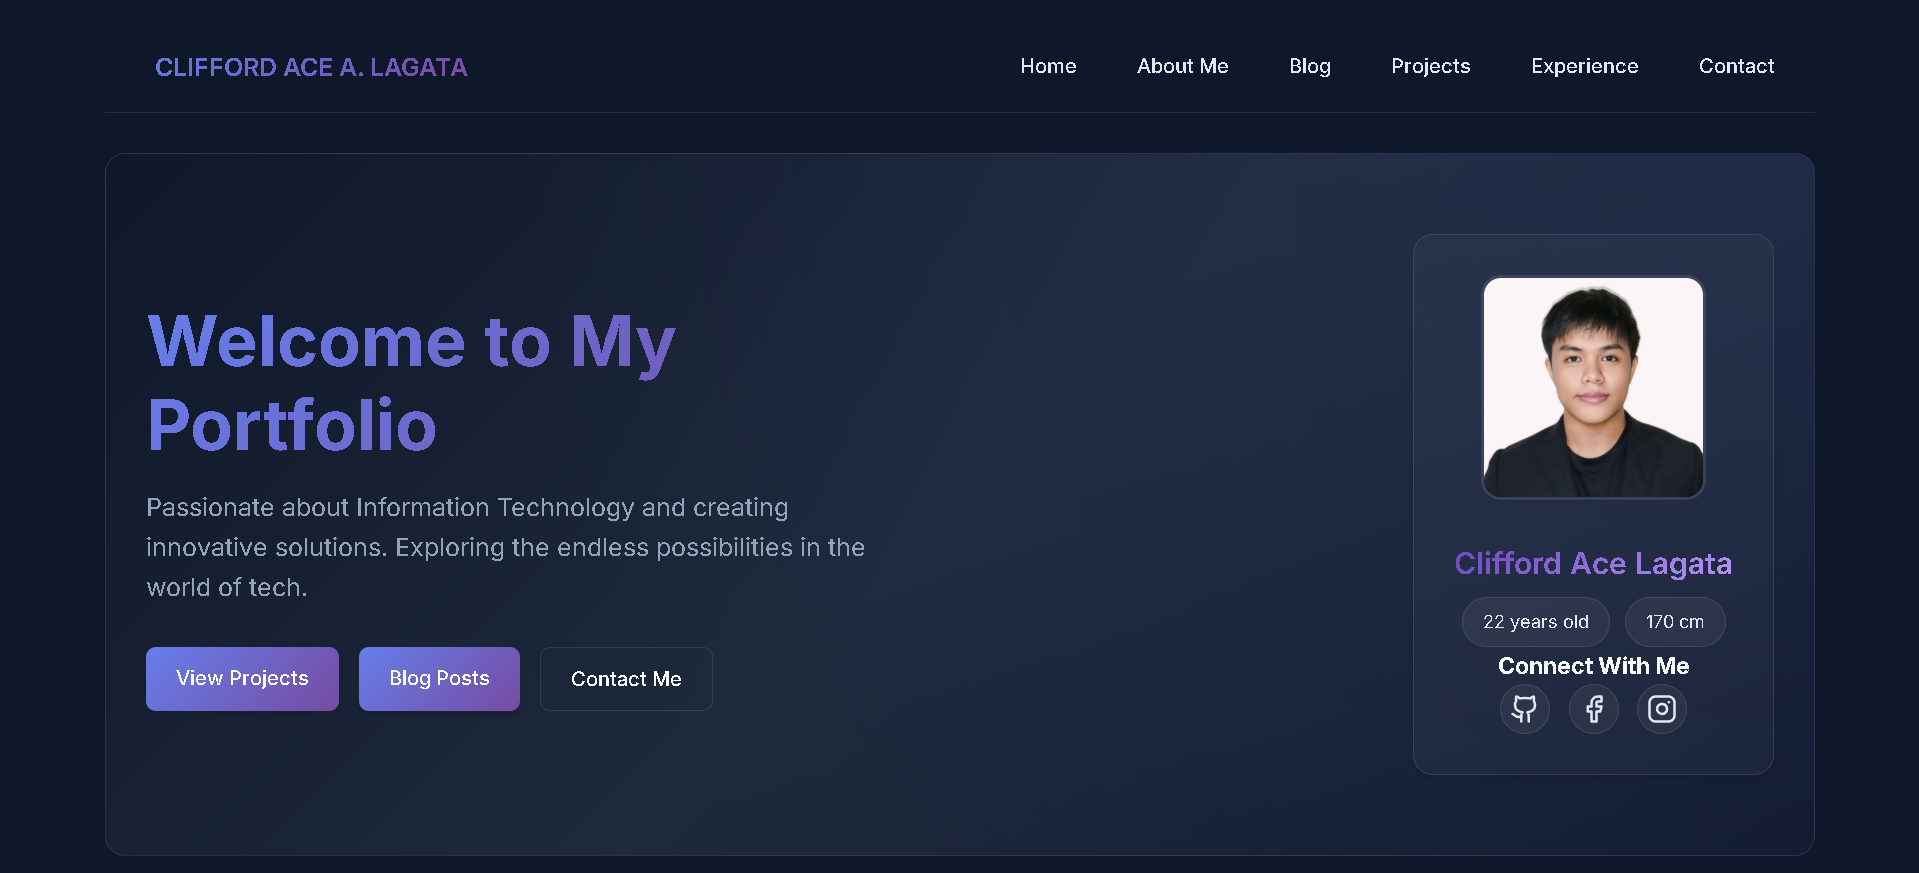 CLIFFORD ACE A. LAGATA
Home
About Me
Blog
Projects
Experience
Contact
Welcome to My
Portfolio
Passionate about Information Technology and creating
innovative solutions. Exploring the endless possibilities in the
world of tech.
View Projects
Blog Posts
Contact Me
Clifford Ace Lagata
22 years old
170 cm
Connect With Me